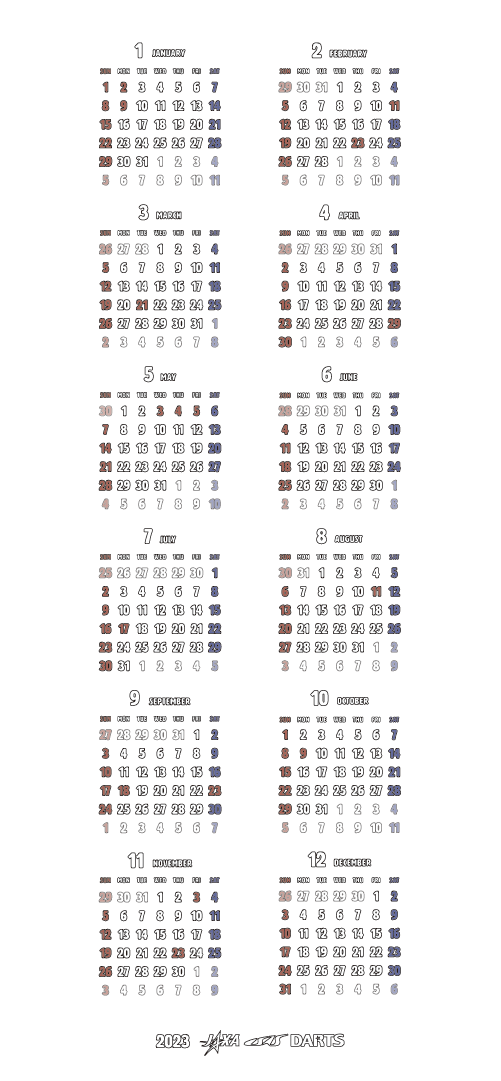 1 JANUARY
SUN MON TUE WED THU FRI SAT
1 2 3 4 5 6 7
8 9 10 11 12 13 14
15 16 17 18 19 20 21
22 23 24 25 26 27 28
29 30 31 1 2 3 4
5 6 7 8 9 10 11
2 FEBRUARY
SUN MON TUE WED THU FRI SAT
29 30 31 1 2 3 4
5 6 7 8 9 10 11
12 13 14 15 16 17 18
19 20 21 22 23 24 25
26 27 28 1 2 3 4
5 6 7 8 9 10 11
3 MARCH
SUN MON TUE WED THU FRI SAT
26 27 28 1 2 3 4
5 6 7 8 9 10 11
12 13 14 15 16 17 18
19 20 21 22 23 24 25
26 27 28 29 30 31 1
2 3 4 5 6 7 8
4 APRIL
SUN MON TUE WED THU FRI SAT
26 27 28 29 30 31 1
2 3 4 5 6 7 8
9 10 11 12 13 14 15
16 17 18 19 20 21 22
23 24 25 26 27 28 29
30 1 2 3 4 5 6
5 MAY
SUN MON TUE WED THU FRI SAT
30 1 2 3 4 5 6
7 8 9 10 11 12 13
14 15 16 17 18 19 20
21 22 23 24 25 26 27
28 29 30 31 1 2 3
4 5 6 7 8 9 10
6 JUNE
SUN MON TUE WED THU FRI SAT
28 29 30 31 1 2 3
4 5 6 7 8 9 10
11 12 13 14 15 16 17
18 19 20 21 22 23 24
25 26 27 28 29 30 1
2 3 4 5 6 7 8
7 JULY
SUN MON TUE WED THU FRI SAT
25 26 27 28 29 30 1
2 3 4 5 6 7 8
9 10 11 12 13 14 15
16 17 18 19 20 21 22
23 24 25 26 27 28 29
30 31 1 2 3 4 5
8 AUGUST
SUN MON TUE WED THU FRI SAT
30 31 1 2 3 4 5
6 7 8 9 10 11 12
13 14 15 16 17 18 19
20 21 22 23 24 25 26
27 28 29 30 31 1 2
3 4 5 6 7 8 9
9 SEPTEMBER
SUN MON TUE WED THU FRI SAT
27 28 29 30 31 1 2
3 4 5 6 7 8 9
10 11 12 13 14 15 16
17 18 19 20 21 22 23
24 25 26 27 28 29 30
1 2 3 4 5 6 7
10 OCTOBER
SUN MON TUE WED THU FRI SAT
1 2 3 4 5 6 7
8 9 10 11 12 13 14
15 16 17 18 19 20 21
22 23 24 25 26 27 28
29 30 31 1 2 3 4
5 6 7 8 9 10 11
11 NOVEMBER
SUN MON TUE WED THU FRI SAT
29 30 31 1 2 3 4
5 6 7 8 9 10 11
12 13 14 15 16 17 18
19 20 21 22 23 24 25
26 27 28 29 30 1 2
3 4 5 6 7 8 9
12 DECEMBER
SUN MON TUE WED THU FRI SAT
26 27 28 29 30 1 2
3 4 5 6 7 8 9
10 11 12 13 14 15 16
17 18 19 20 21 22 23
24 25 26 27 28 29 30
31 1 2 3 4 5 6
2023 JAXA DARTS